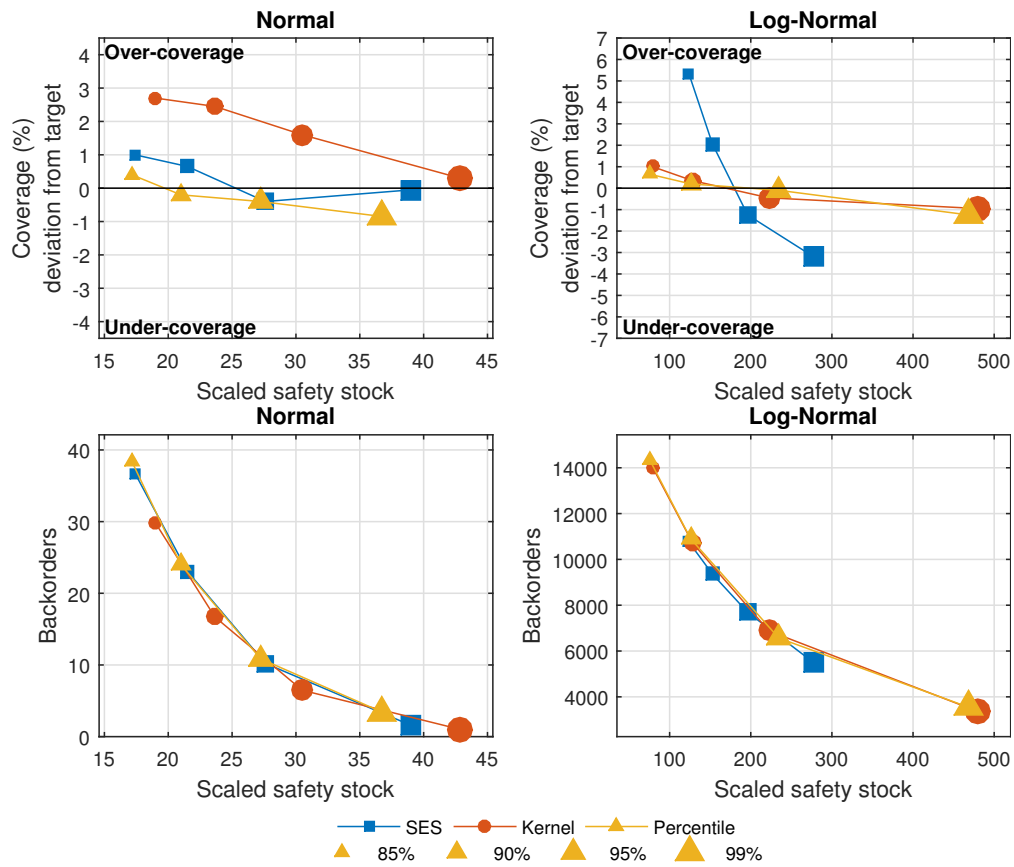 Normal
Over-coverage
Under-coverage
4
3
2
1
0
-1
-2
-3
-4
Coverage (%)
deviation from target
15 20 25 30 35 40 45
Scaled safety stock
Log-Normal
Over-coverage
Under-coverage
7
6
5
4
3
2
1
0
-1
-2
-3
-4
-5
-6
-7
Coverage (%)
deviation from target
100 200 300 400 500
Scaled safety stock
Normal
40
30
20
10
0
Backorders
15 20 25 30 35 40 45
Scaled safety stock
Log-Normal
14000
12000
10000
8000
6000
4000
Backorders
100 200 300 400 500
Scaled safety stock
SES Kernel Percentile
85% 90% 95% 99%